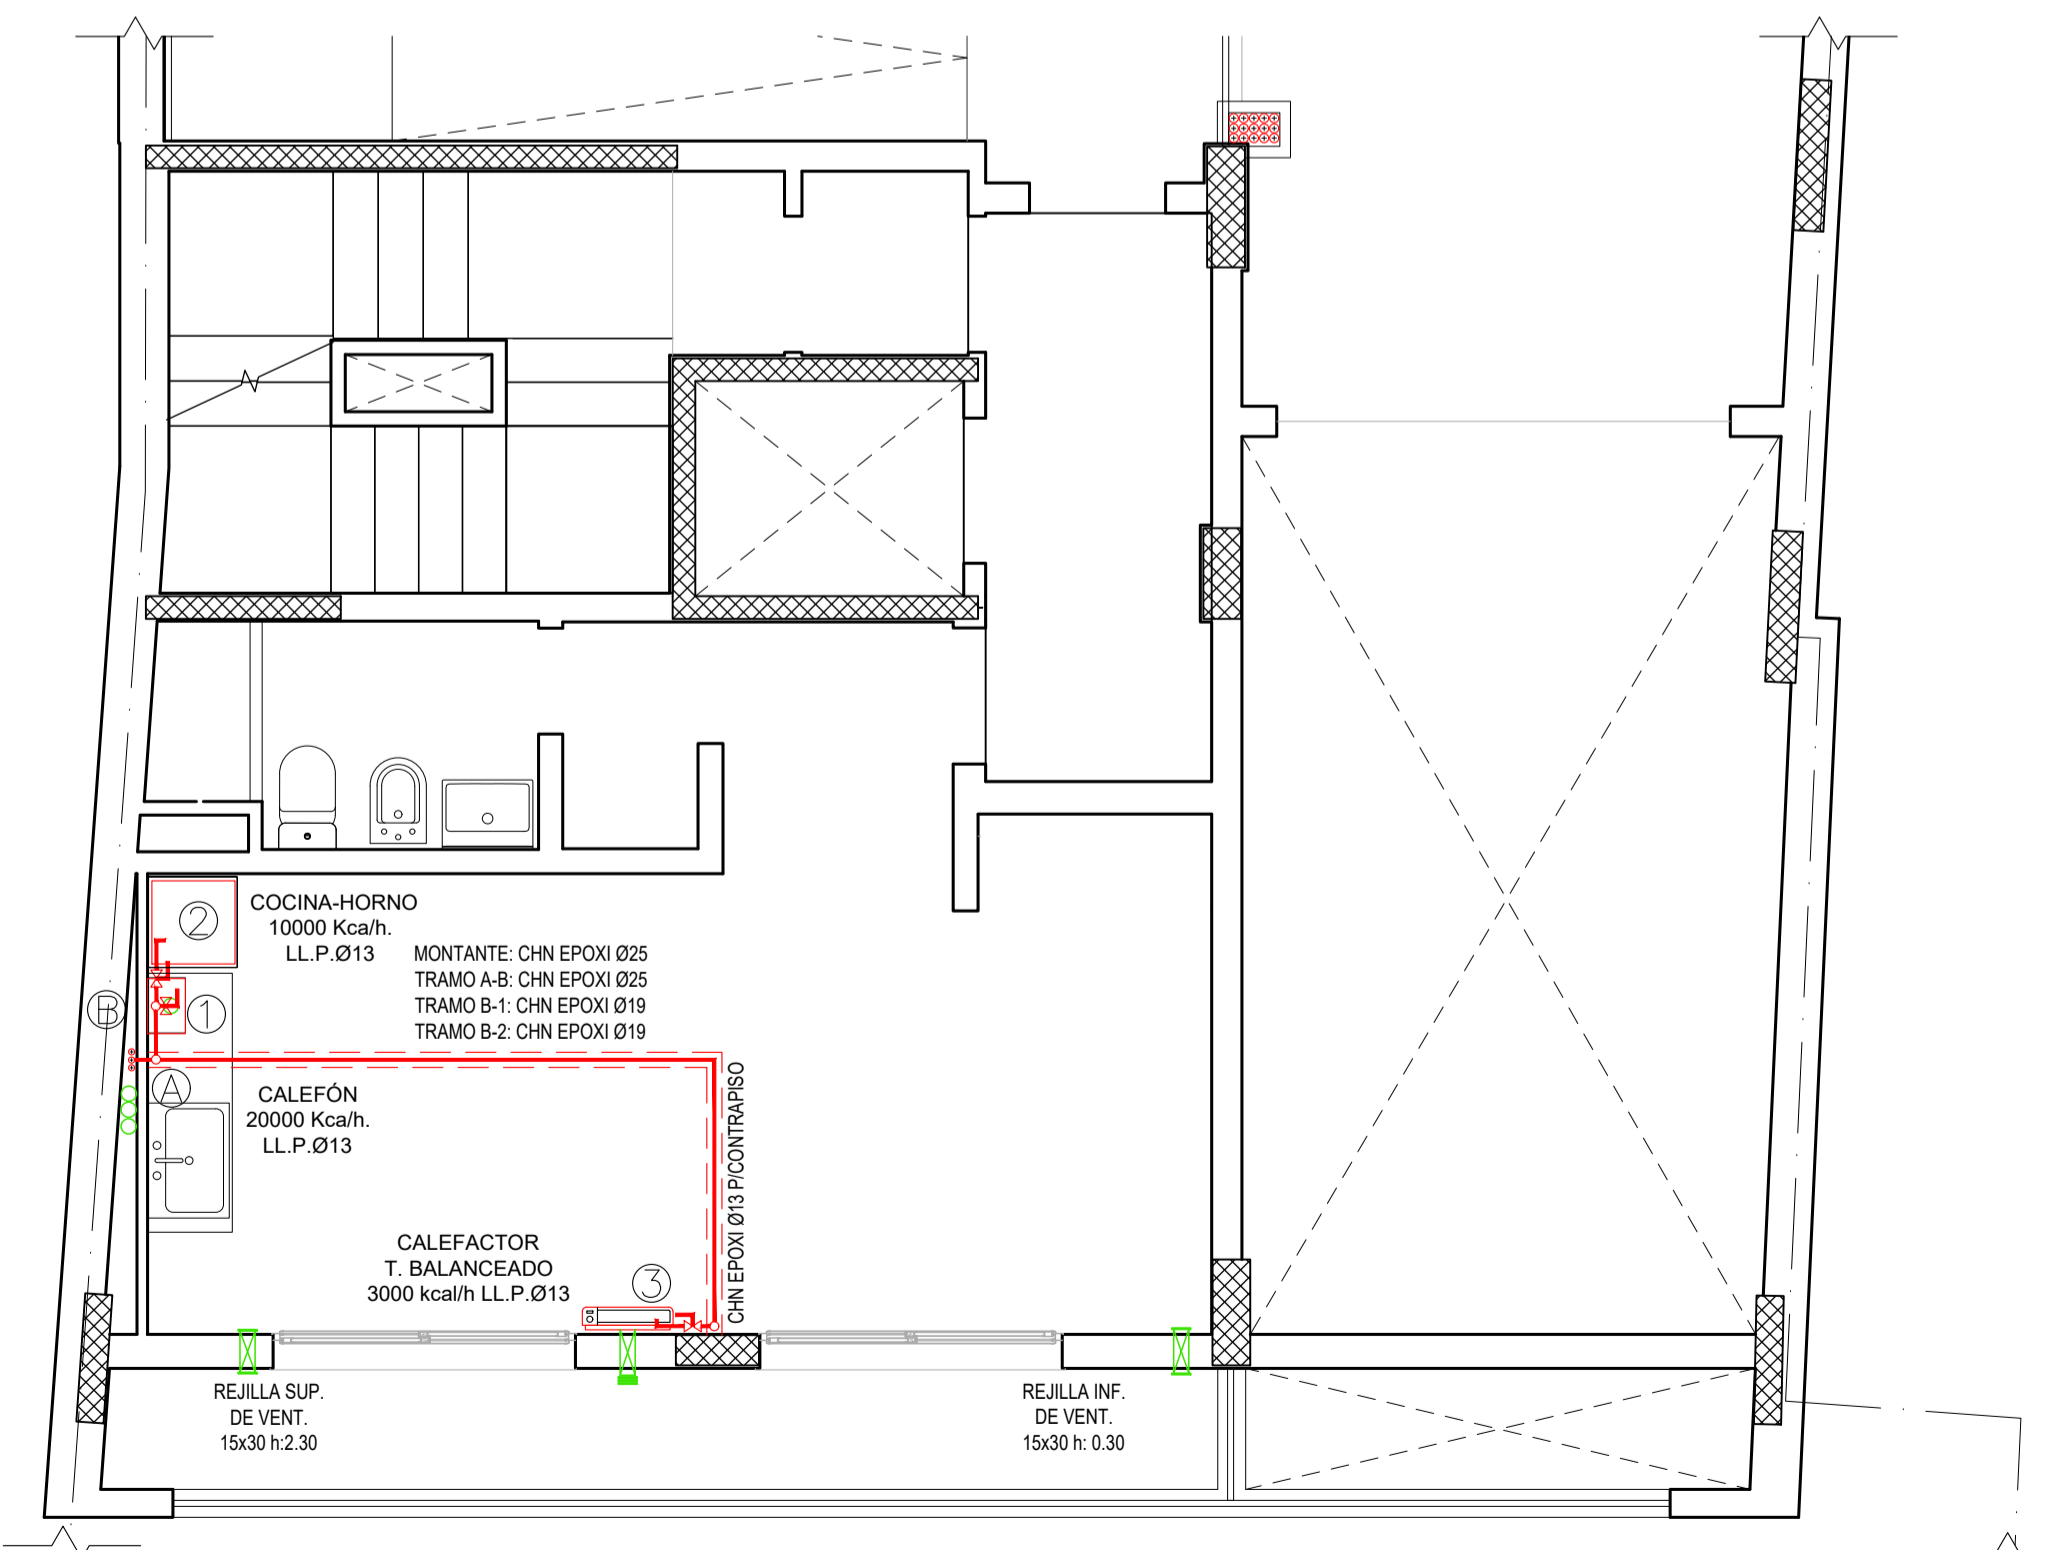 2
COCINA-HORNO
10000 Kca/h.
LL.P.Ø13
MONTANTE: CHN EPOXI Ø25
TRAMO A-B: CHN EPOXI Ø25
TRAMO B-1: CHN EPOXI Ø19
TRAMO B-2: CHN EPOXI Ø19
B
1
A
CALEFÓN
20000 Kca/h.
LL.P.Ø13
CHN EPOXI Ø13 P/CONTRAPISO
CALEFACTOR
T. BALANCEADO
3000 kcal/h LL.P.Ø13
3
REJILLA SUP.
DE VENT.
15x30 h:2.30
REJILLA INF.
DE VENT.
15x30 h: 0.30